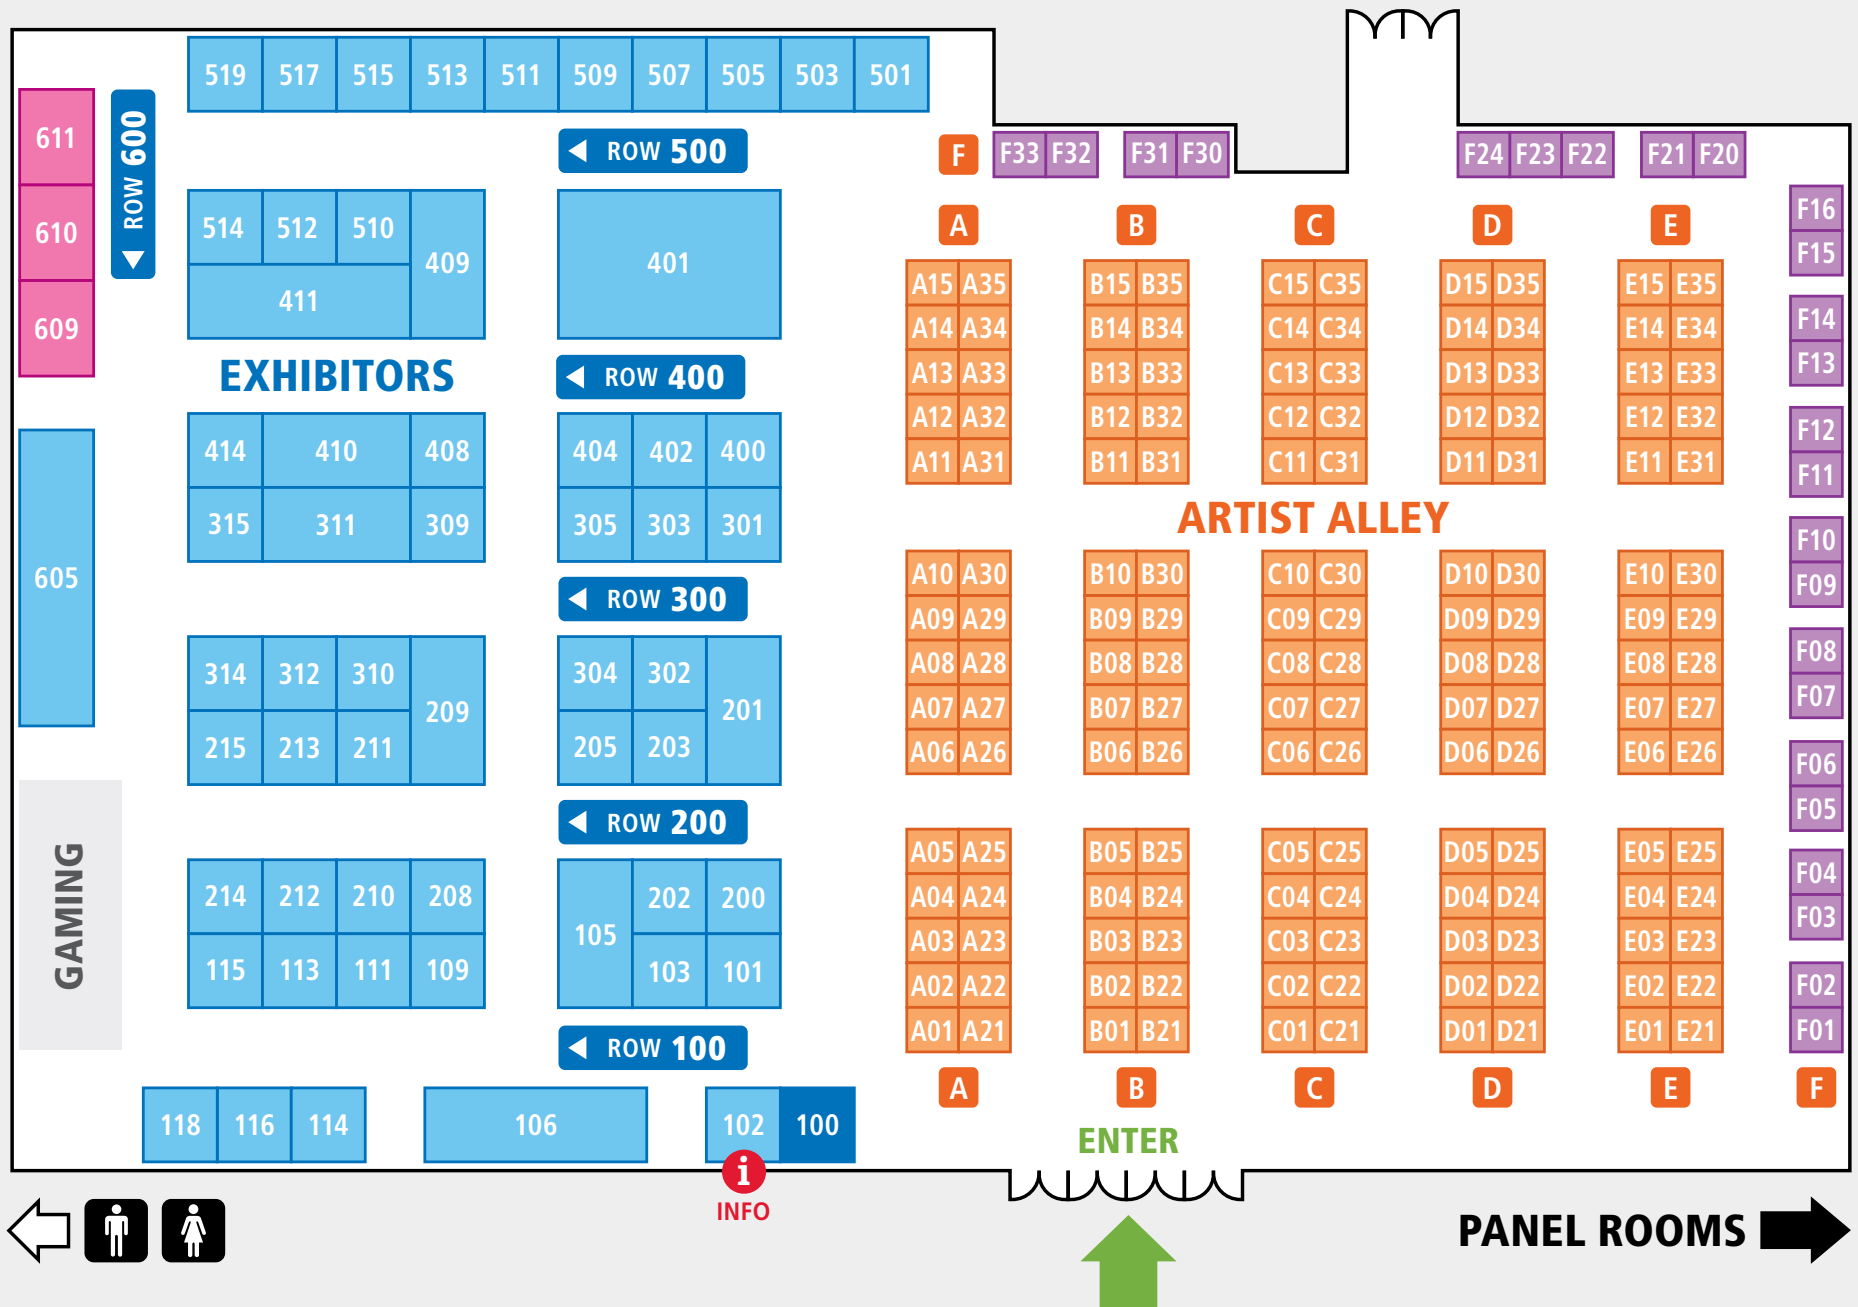 519 517 515 513 511 509 507 505 503 501
ROW 600
611
610
609
ROW 500
F
F33 F32 F31 F30
F24 F23 F22 F21 F20
514 512 510 409
411
401
A B C D E
F16
F15
F14
F13
F12
F11
F10
F09
F08
F07
F06
F05
F04
F03
F02
F01
EXHIBITORS
ROW 400
A15 A35 B15 B35 C15 C35 D15 D35 E15 E35
A14 A34 B14 B34 C14 C34 D14 D34 E14 E34
A13 A33 B13 B33 C13 C33 D13 D33 E13 E33
A12 A32 B12 B32 C12 C32 D12 D32 E12 E32
A11 A31 B11 B31 C11 C31 D11 D31 E11 E31
414 410 408 404 402 400
315 311 309 305 303 301
ARTIST ALLEY
605
ROW 300
A10 A30 B10 B30 C10 C30 D10 D30 E10 E30
A09 A29 B09 B29 C09 C29 D09 D29 E09 E29
A08 A28 B08 B28 C08 C28 D08 D28 E08 E28
A07 A27 B07 B27 C07 C27 D07 D27 E07 E27
A06 A26 B06 B26 C06 C26 D06 D26 E06 E26
314 312 310 209 304 302 201
215 213 211 205 203
ROW 200
GAMING
A05 A25 B05 B25 C05 C25 D05 D25 E05 E25
A04 A24 B04 B24 C04 C24 D04 D24 E04 E24
A03 A23 B03 B23 C03 C23 D03 D23 E03 E23
A02 A22 B02 B22 C02 C22 D02 D22 E02 E22
A01 A21 B01 B21 C01 C21 D01 D21 E01 E21
214 212 210 208 105 202 200
115 113 111 109 103 101
ROW 100
A B C D E F
118 116 114 106 102 100
ENTER
i
INFO
PANEL ROOMS